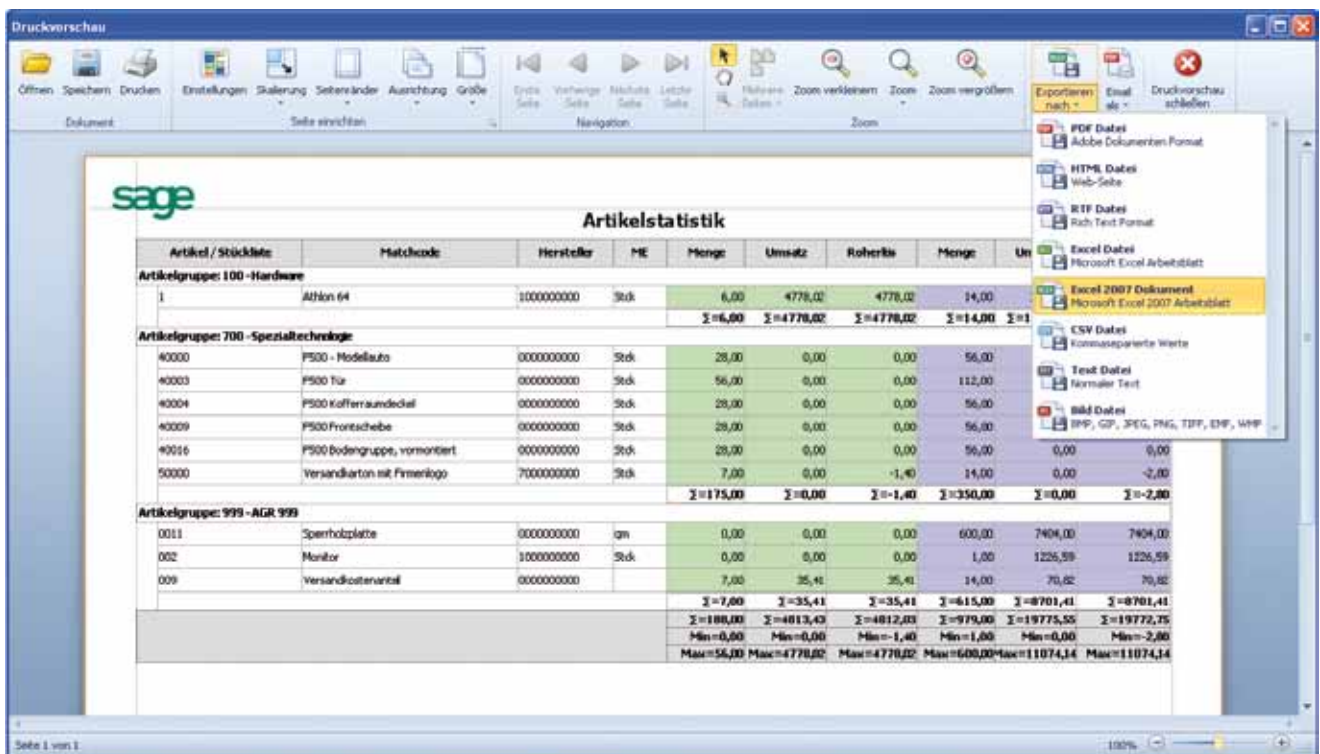 Druckvorschau
Öffnen Speichern Drucken Einstellungen Skalierung Seitenränder Ausrichtung Größe Erste Seite Vorherige Seite Nächste Seite Letzte Seite Mehrere Seiten Zoom verkleinern Zoom Zoom vergrößern Exportieren nach Email als Druckvorschau schließen
Dokument Seite einrichten Navigation Zoom
PDF Datei
Adobe Dokumenten Format
HTML Datei
Web-Seite
RTF Datei
Rich Text Format
Excel Datei
Microsoft Excel Arbeitsblatt
Excel 2007 Dokument
Microsoft Excel 2007 Arbeitsblatt
CSV Datei
Kommaseparierte Werte
Text Datei
Normaler Text
Bild Datei
BMP, GIF, JPEG, PNG, TIFF, EMF, WMF
sage
Artikelstatistik
Artikel / Stückliste Matchcode Hersteller ME Menge Umsatz Roherlös Menge Um
Artikelgruppe: 100 -Hardware
1 Athlon 64 1000000000 Stck 6,00 4778,02 4778,02 14,00
Σ=6,00 Σ=4778,02 Σ=4778,02 Σ=14,00 Σ=1
Artikelgruppe: 700 -Spezialtechnologie
40000 F500 - Modellauto 0000000000 Stck 28,00 0,00 0,00 56,00
40003 F500 Tür 0000000000 Stck 56,00 0,00 0,00 112,00
40004 F500 Kofferraumdeckel 0000000000 Stck 28,00 0,00 0,00 56,00
40009 F500 Frontscheibe 0000000000 Stck 28,00 0,00 0,00 56,00
40016 F500 Bodengruppe, vormontiert 0000000000 Stck 28,00 0,00 0,00 56,00 0,00 0,00
50000 Versandkarton mit Firmenlogo 7000000000 Stck 7,00 0,00 -1,40 14,00 0,00 -2,80
Σ=175,00 Σ=0,00 Σ=-1,40 Σ=350,00 Σ=0,00 Σ=-2,80
Artikelgruppe: 999 -AGR 999
0011 Sperrholzplatte 0000000000 qm 0,00 0,00 0,00 600,00 7404,00 7404,00
002 Monitor 1000000000 Stck 0,00 0,00 0,00 1,00 1226,59 1226,59
009 Versandkostenanteil 0000000000 7,00 35,41 35,41 14,00 70,82 70,82
Σ=7,00 Σ=35,41 Σ=35,41 Σ=615,00 Σ=8701,41 Σ=8701,41
Σ=188,00 Σ=4813,43 Σ=4812,03 Σ=979,00 Σ=19775,55 Σ=19772,75
Min=0,00 Min=0,00 Min=-1,40 Min=1,00 Min=0,00 Min=-2,80
Max=56,00 Max=4778,02 Max=4778,02 Max=600,00 Max=11074,14 Max=11074,14
Seite 1 von 1 100%